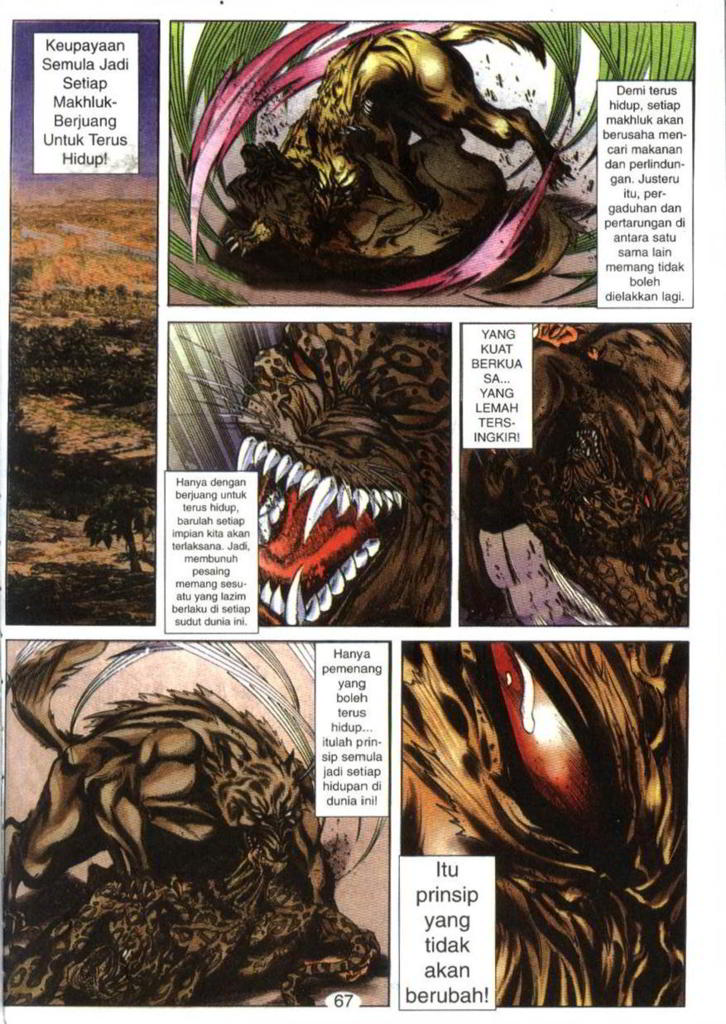 Keupayaan
Semula Jadi
Setiap
Makhluk-
Berjuang
Untuk Terus
Hidup!
Demi terus
hidup, setiap
makhluk akan
berusaha men-
cari makanan
dan perlindun-
gan. Justeru
itu, per-
gaduhan dan
pertarungan di
antara satu
sama lain
memang tidak
boleh
dielakkan lagi.
Hanya dengan
berjuang untuk
terus hidup,
barulah setiap
impian kita akan
terlaksana. Jadi,
membunuh
pesaing
memang sesu-
atu yang lazim
berlaku di setiap
sudut dunia ini.
YANG
KUAT
BERKUA
SA...
YANG
LEMAH
TERS-
INGKIR!
Hanya
pemenang
yang
boleh
terus
hidup...
itulah prin-
sip semula
jadi setiap
hidupan di
dunia ini!
Itu
prinsip
yang
tidak
akan
berubah!
67